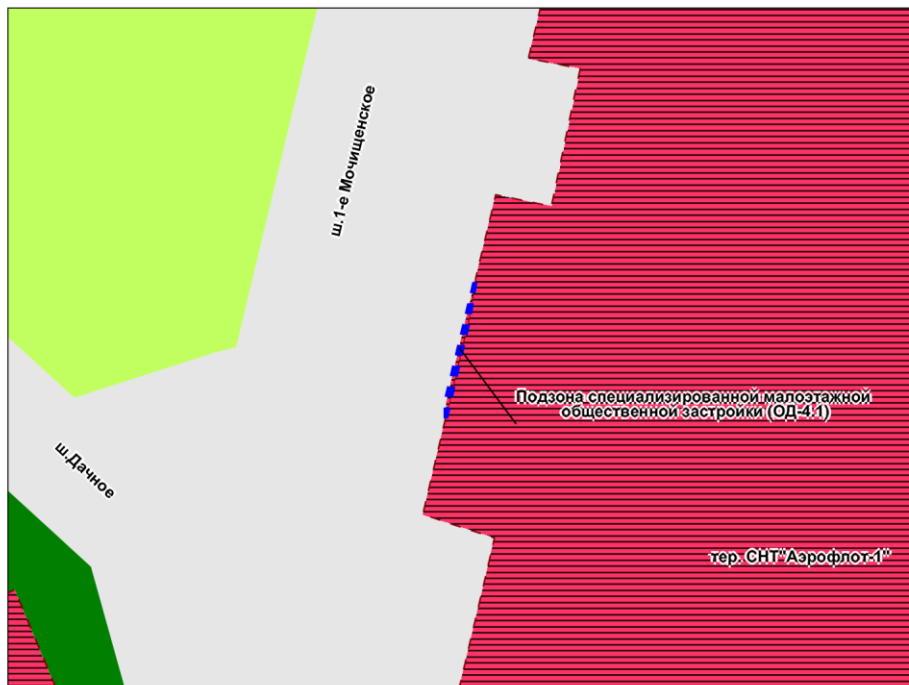 ш.1-е Мочищенское
Подзона специализированной малоэтажной
общественной застройки (ОД-4.1)
ш.Дачное
тер. СНТ"Аэрофлот-1"